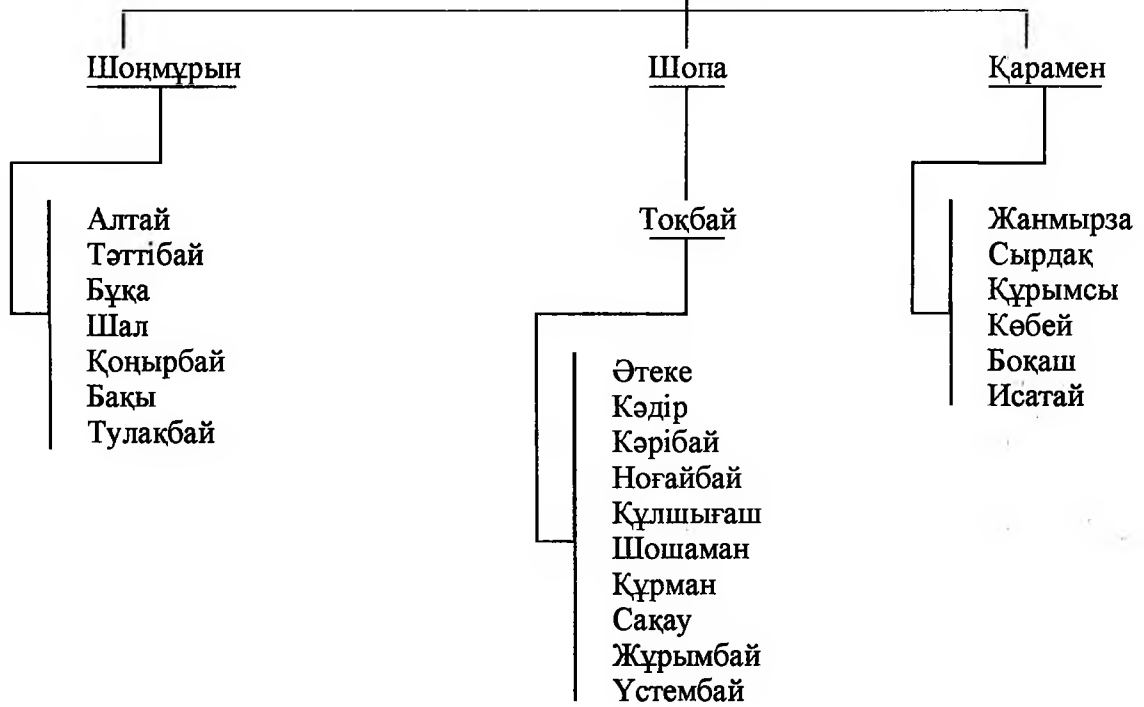 Шоңмұрын
Шопа
Қарамен
Алтай
Тәттібай
Бұқа
Шал
Қоңырбай
Бақы
Тулақбай
Тоқбай
Әтеке
Кәдір
Кәрібай
Ноғайбай
Құлшығаш
Шошаман
Құрман
Сақау
Жұрымбай
Үстембай
Жанмырза
Сырдақ
Құрымсы
Көбей
Боқаш
Исатай